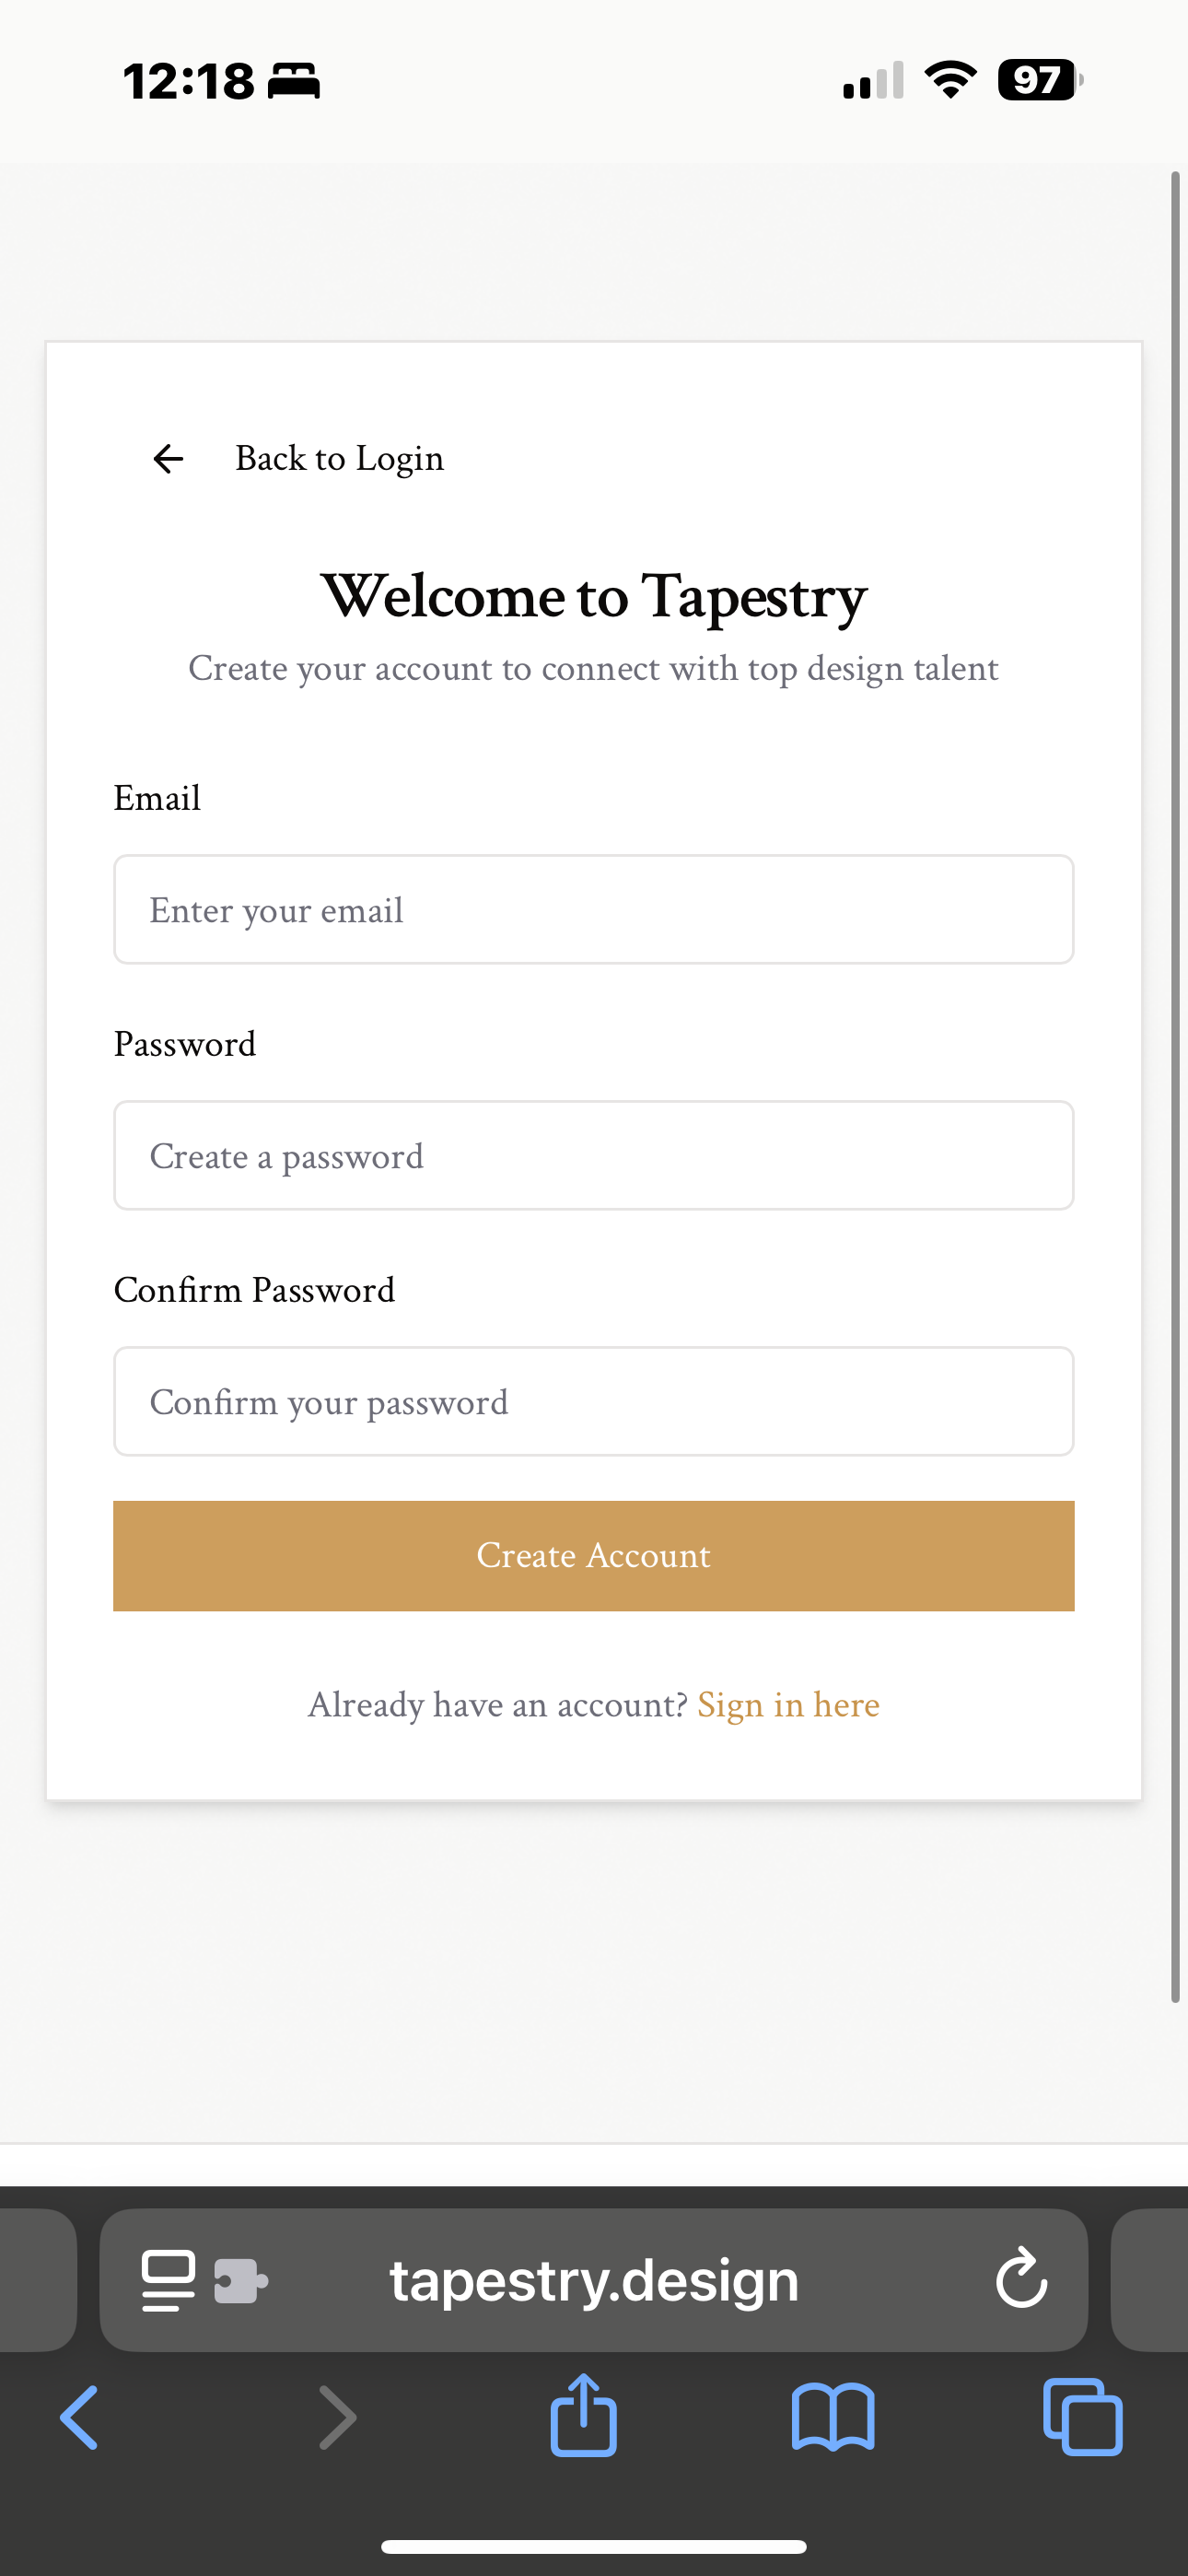 12:18
97
Back to Login
Welcome to Tapestry
Create your account to connect with top design talent
Email
Enter your email
Password
Create a password
Confirm Password
Confirm your password
Create Account
Already have an account? Sign in here
tapestry.design